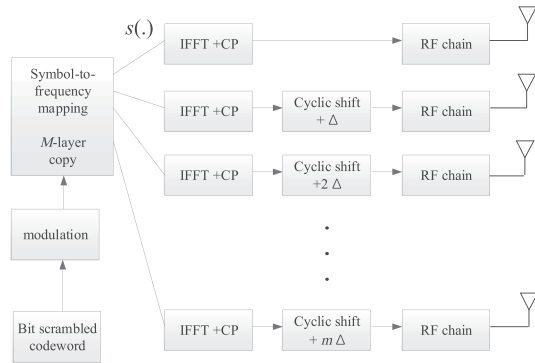 s(.)
IFFT +CP
RF chain
Symbol-to-
frequency
mapping
M-layer
copy
IFFT +CP
Cyclic shift
+ Δ
RF chain
IFFT +CP
Cyclic shift
+2 Δ
RF chain
modulation
Bit scrambled
codeword
IFFT +CP
Cyclic shift
+ m Δ
RF chain